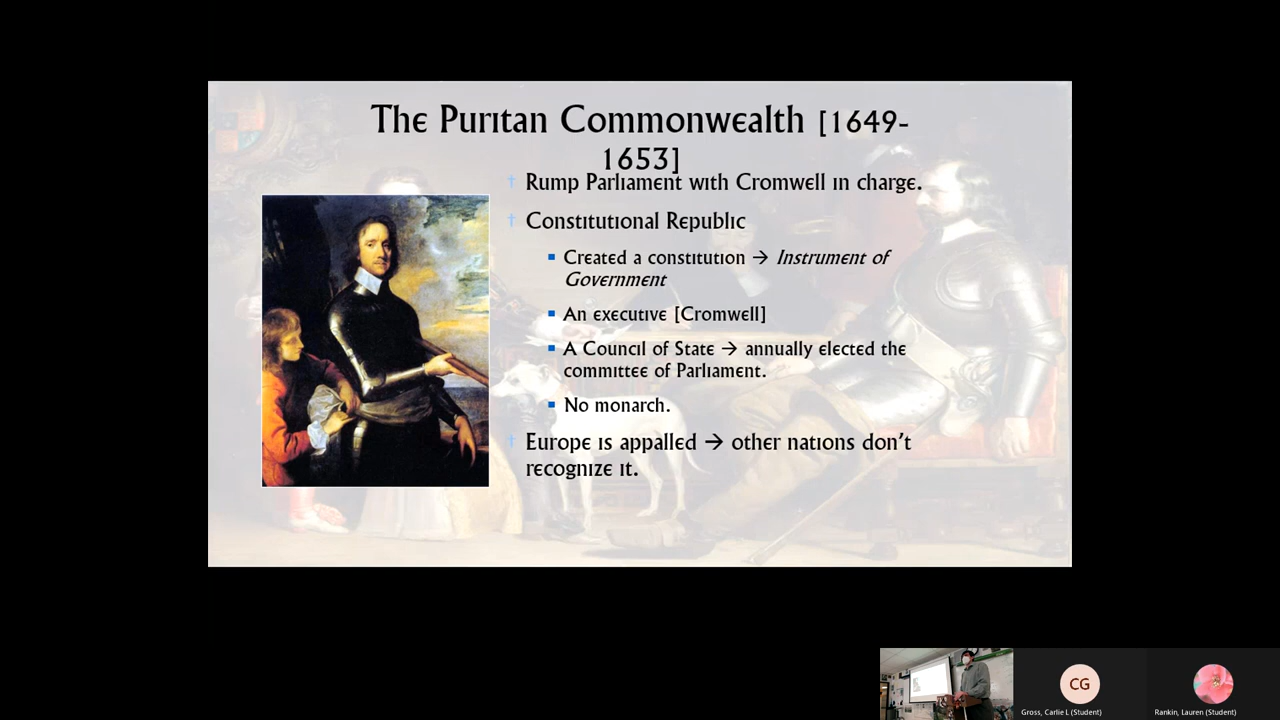 The Puritan Commonwealth [1649-
1653]
† Rump Parliament with Cromwell in charge.
† Constitutional Republic
▪ Created a constitution → Instrument of
Government
▪ An executive [Cromwell]
▪ A Council of State → annually elected the
committee of Parliament.
▪ No monarch.
† Europe is appalled → other nations don't
recognize it.
CG
Gross, Carlie L (Student)
Rankin, Lauren (Student)